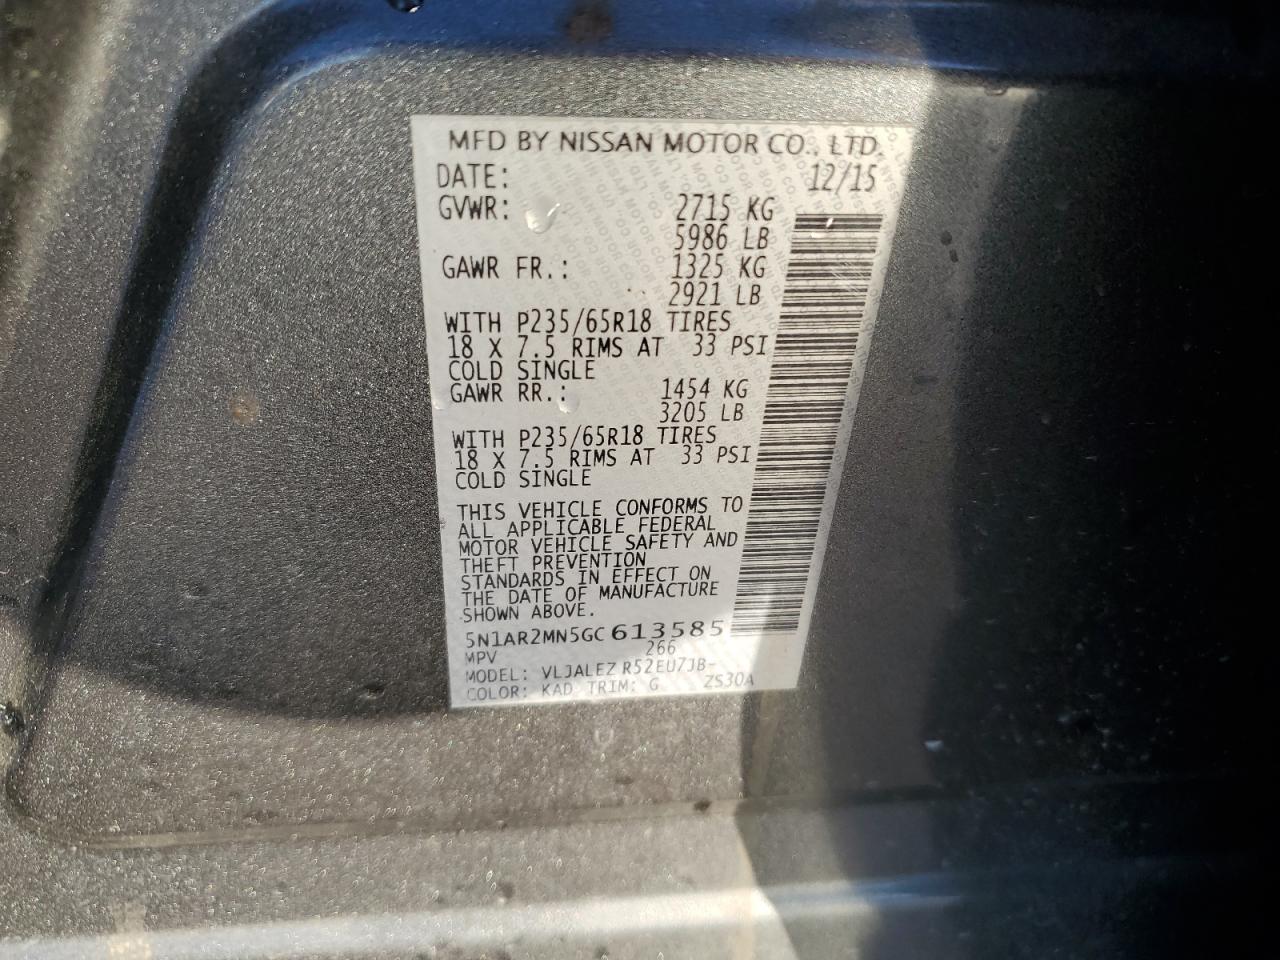 MFD BY NISSAN MOTOR CO., LTD.
DATE: 12/15
GVWR: 2715 KG
5986 LB
GAWR FR.: 1325 KG
2921 LB
WITH P235/65R18 TIRES
18 X 7.5 RIMS AT 33 PSI
COLD SINGLE
GAWR RR.: 1454 KG
3205 LB
WITH P235/65R18 TIRES
18 X 7.5 RIMS AT 33 PSI
COLD SINGLE
THIS VEHICLE CONFORMS TO
ALL APPLICABLE FEDERAL
MOTOR VEHICLE SAFETY AND
THEFT PREVENTION
STANDARDS IN EFFECT ON
THE DATE OF MANUFACTURE
SHOWN ABOVE.
5N1AR2MN5GC613585
MPV 266
MODEL: VLJALEZ R52EU7JB-
COLOR: KAD TRIM: G ZS30A